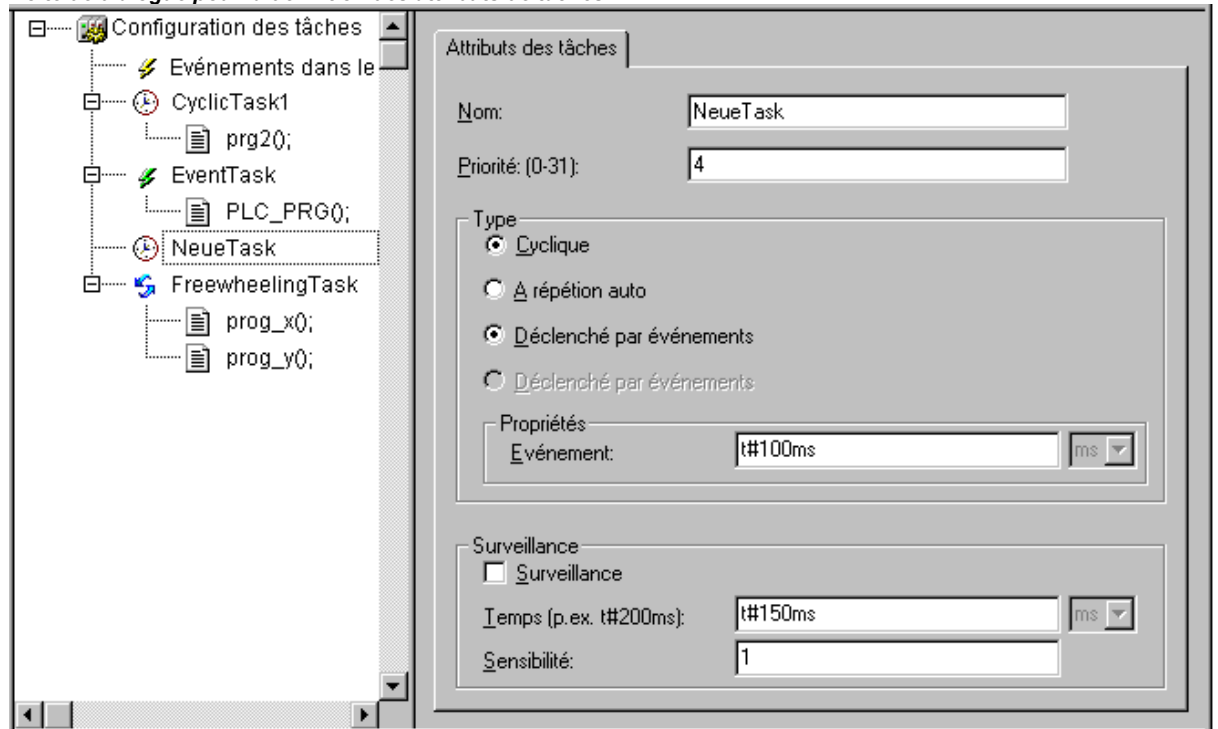 Configuration des tâches
Evénements dans le
CyclicTask1
prg2();
EventTask
PLC_PRG();
NeueTask
FreewheelingTask
prog_x();
prog_y();
Attributs des tâches
Nom: NeueTask
Priorité: (0-31): 4
Type
Cyclique
A répétion auto
Déclenché par événements
Déclenché par événements
Propriétés
Evénement: t#100ms ms
Surveillance
Surveillance
Temps (p.ex. t#200ms): t#150ms ms
Sensibilité: 1